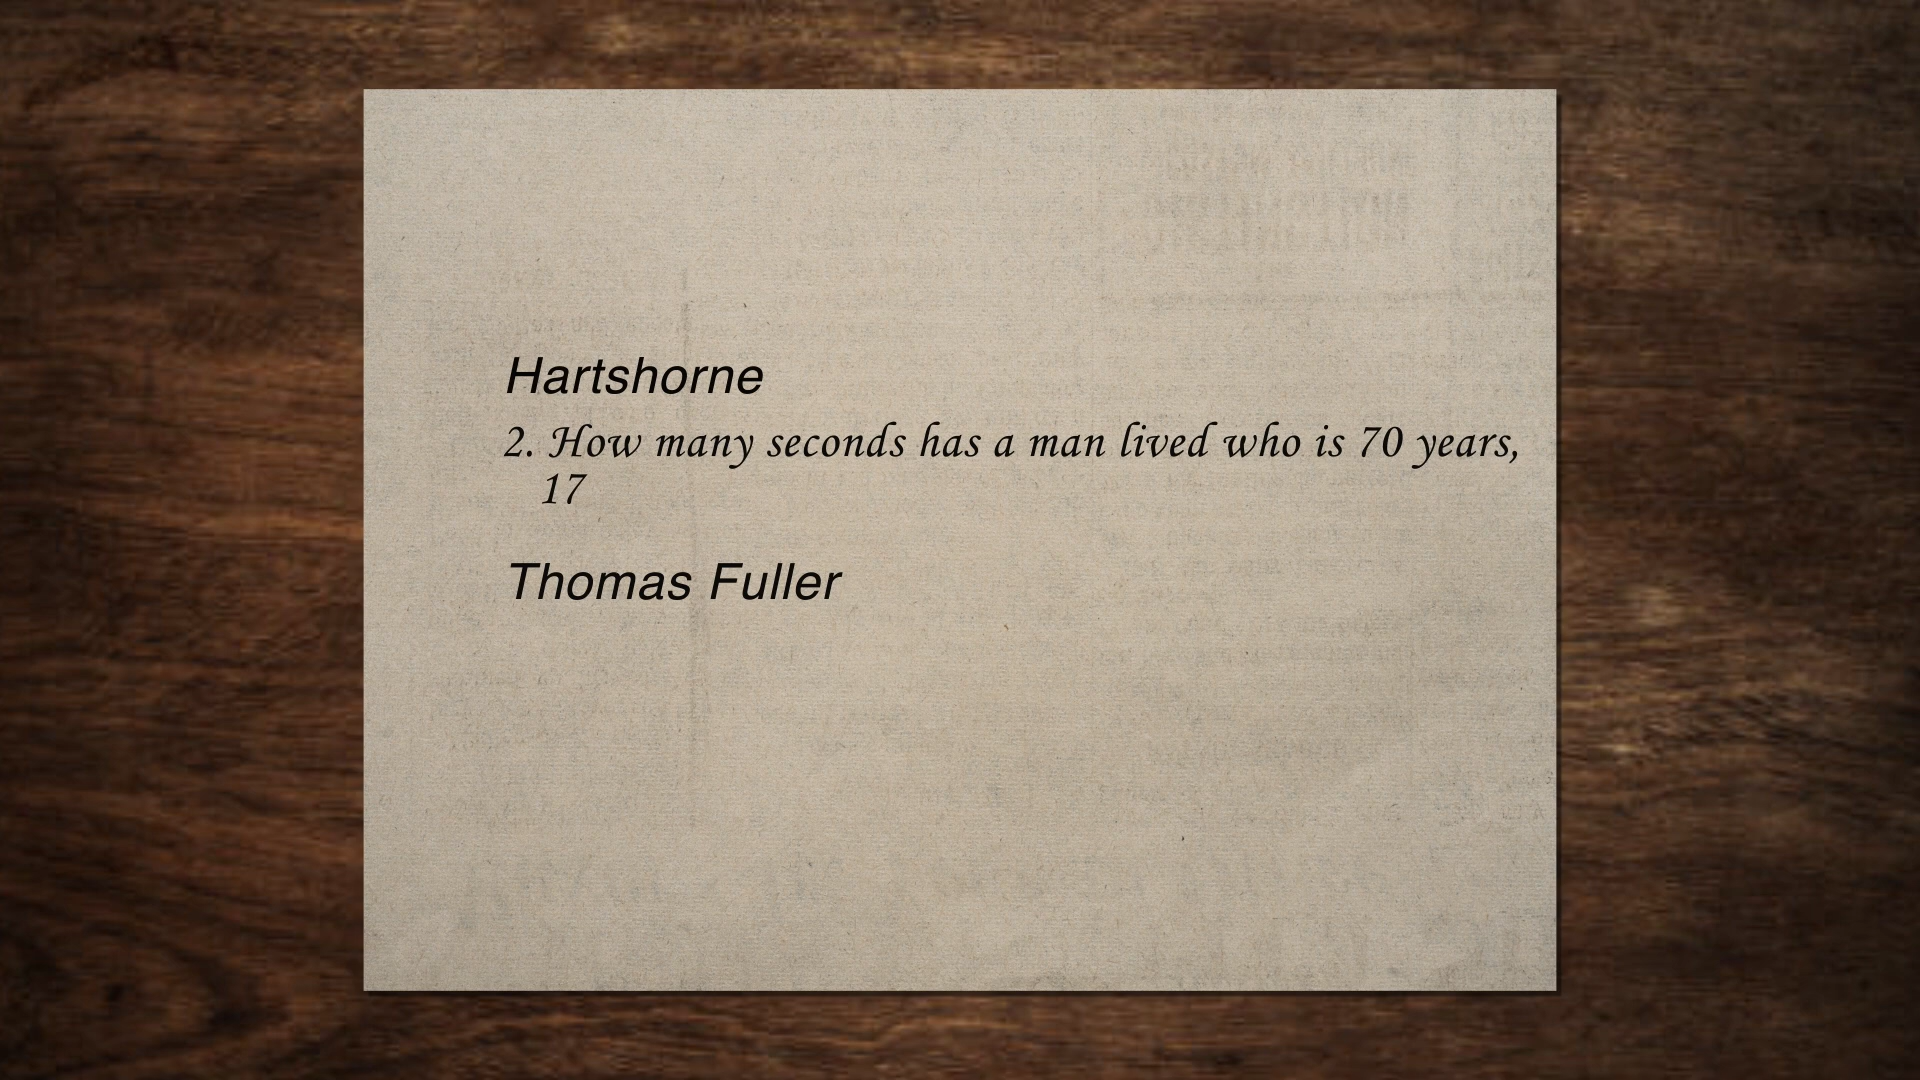 Hartshorne
2. How many seconds has a man lived who is 70 years,
17
Thomas Fuller